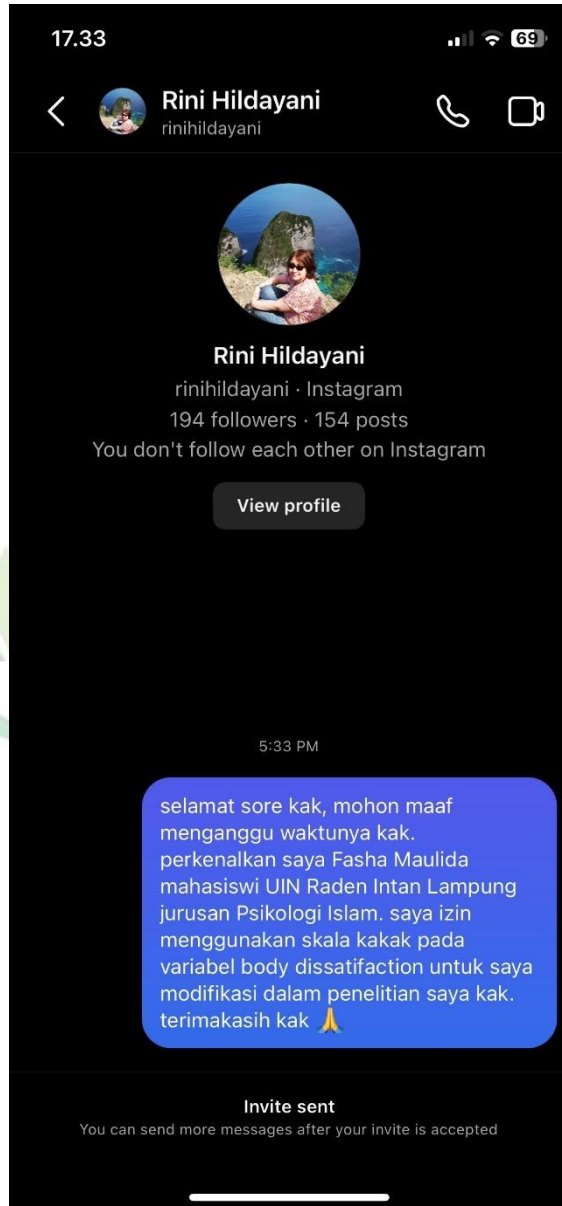 17.33
69
Rini Hildayani
rinihildayani
Rini Hildayani
rinihildayani · Instagram
194 followers · 154 posts
You don't follow each other on Instagram
View profile
5:33 PM
selamat sore kak, mohon maaf
menganggu waktunya kak.
perkenalkan saya Fasha Maulida
mahasiswi UIN Raden Intan Lampung
jurusan Psikologi Islam. saya izin
menggunakan skala kakak pada
variabel body dissatifaction untuk saya
modifikasi dalam penelitian saya kak.
terimakasih kak 🙏
Invite sent
You can send more messages after your invite is accepted